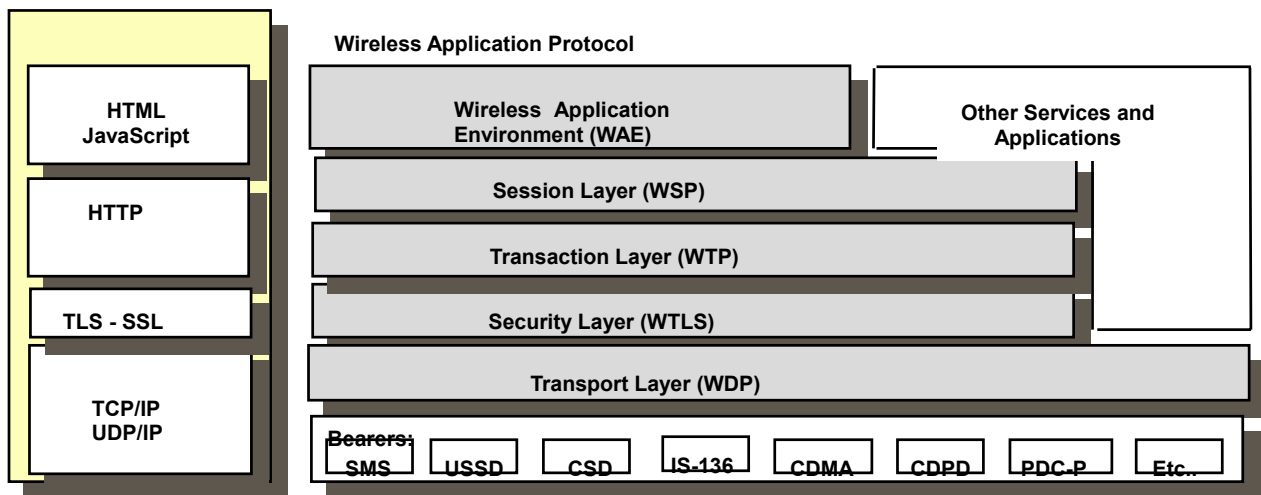 Wireless Application Protocol
HTML
JavaScript
HTTP
TLS - SSL
TCP/IP
UDP/IP
Wireless Application
Environment (WAE)
Other Services and
Applications
Session Layer (WSP)
Transaction Layer (WTP)
Security Layer (WTLS)
Transport Layer (WDP)
Bearers:
SMS USSD CSD IS-136 CDMA CDPD PDC-P Etc..